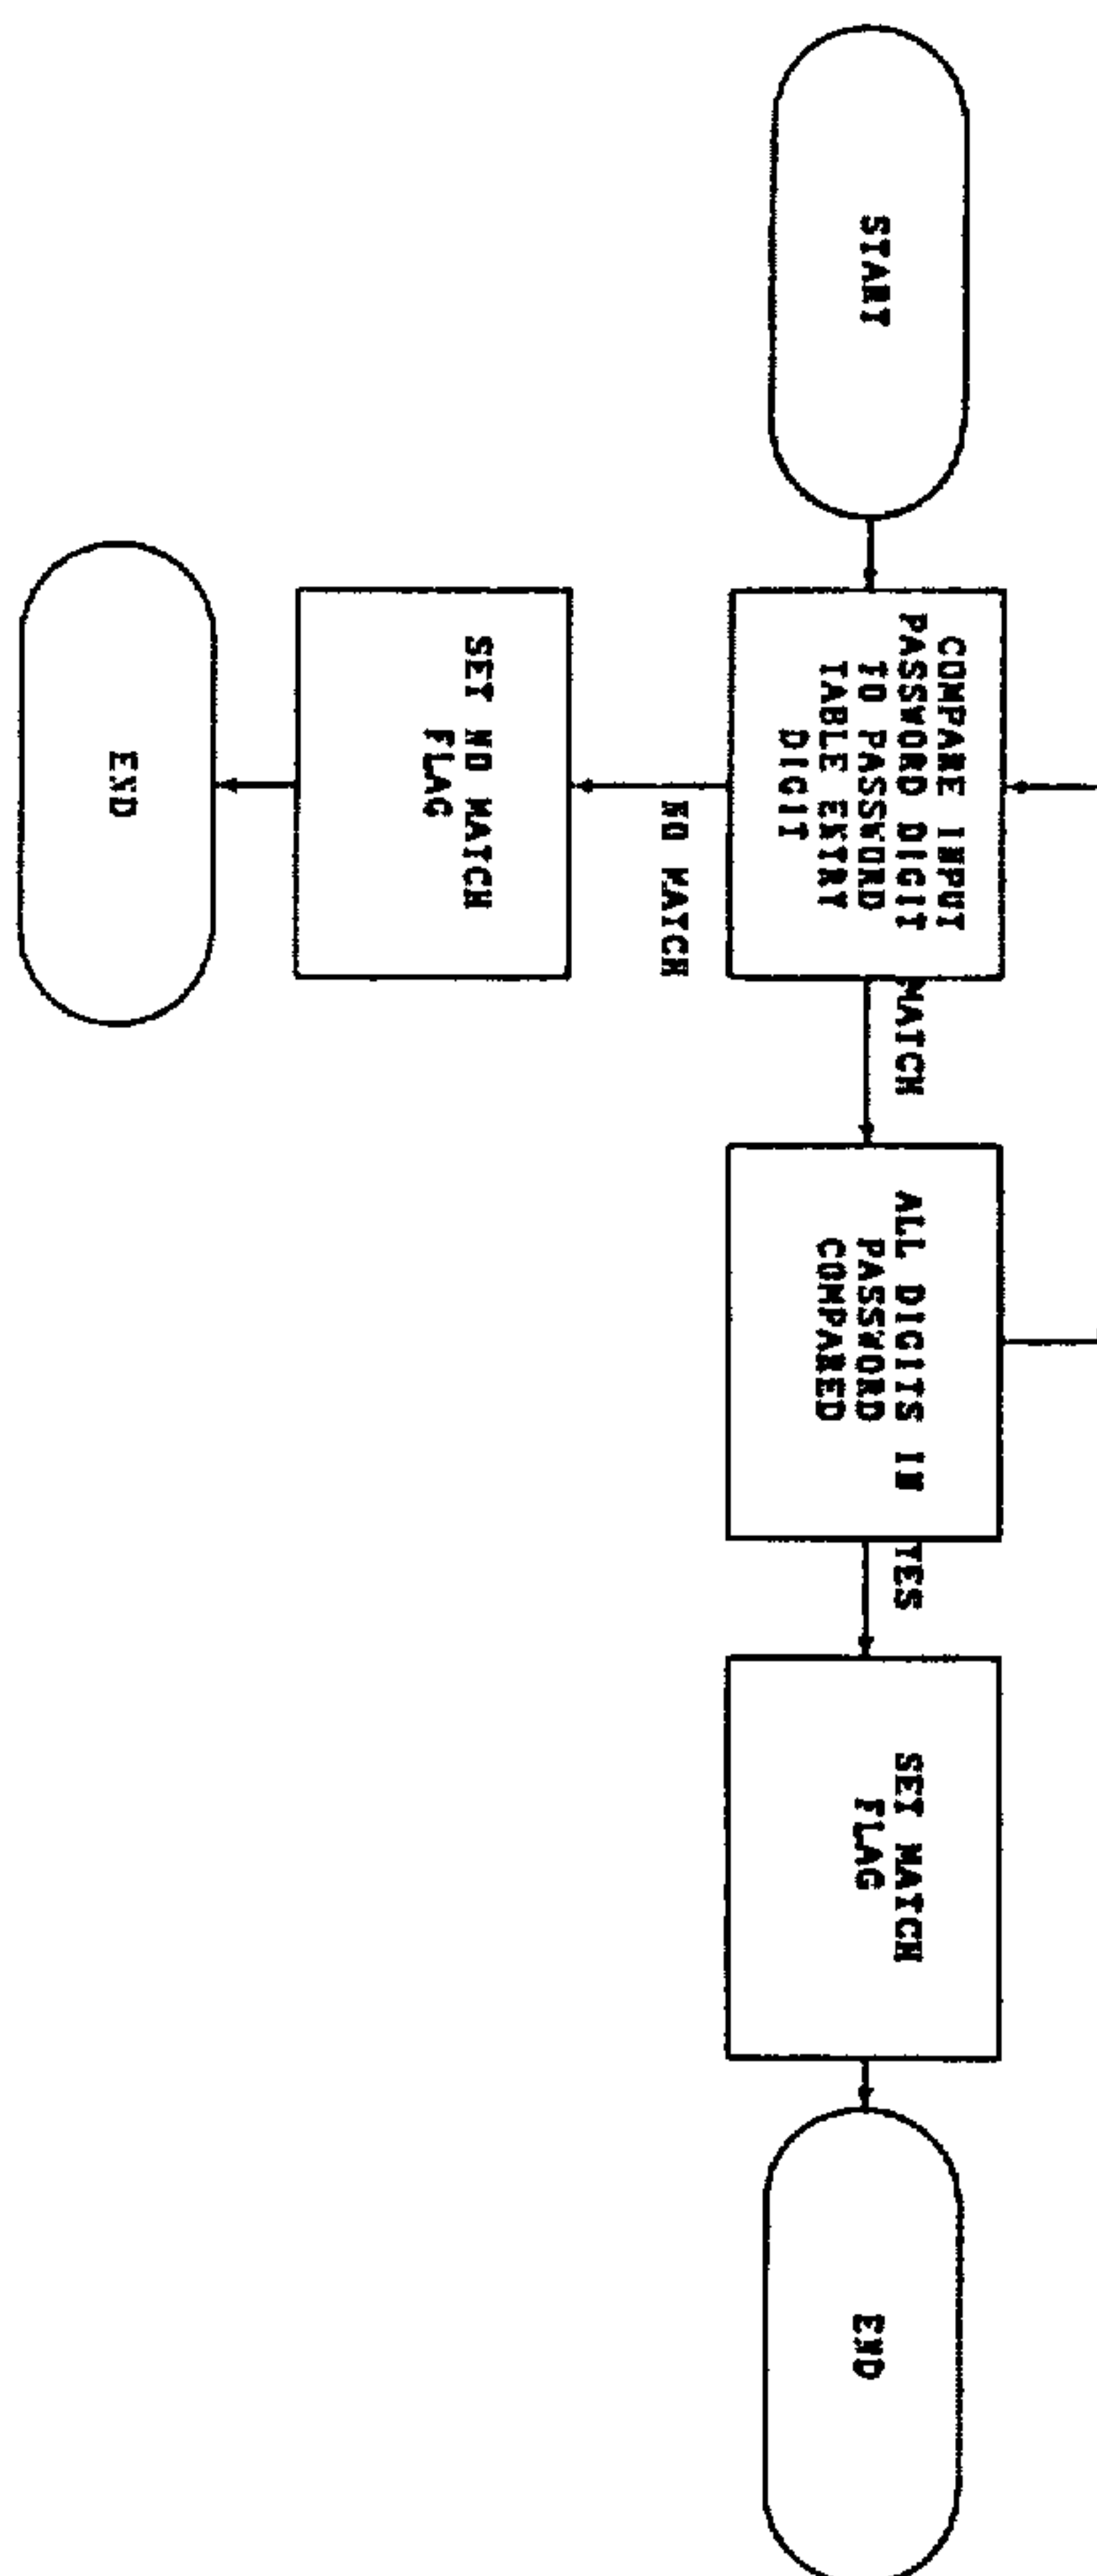 START
COMPARE INPUT
PASSWORD DIGIT
TO PASSWORD
TABLE ENTRY
DIGIT
MATCH
ALL DIGITS IN
PASSWORD
COMPARED
YES
SET MATCH
FLAG
END
NO MATCH
SET NO MATCH
FLAG
END